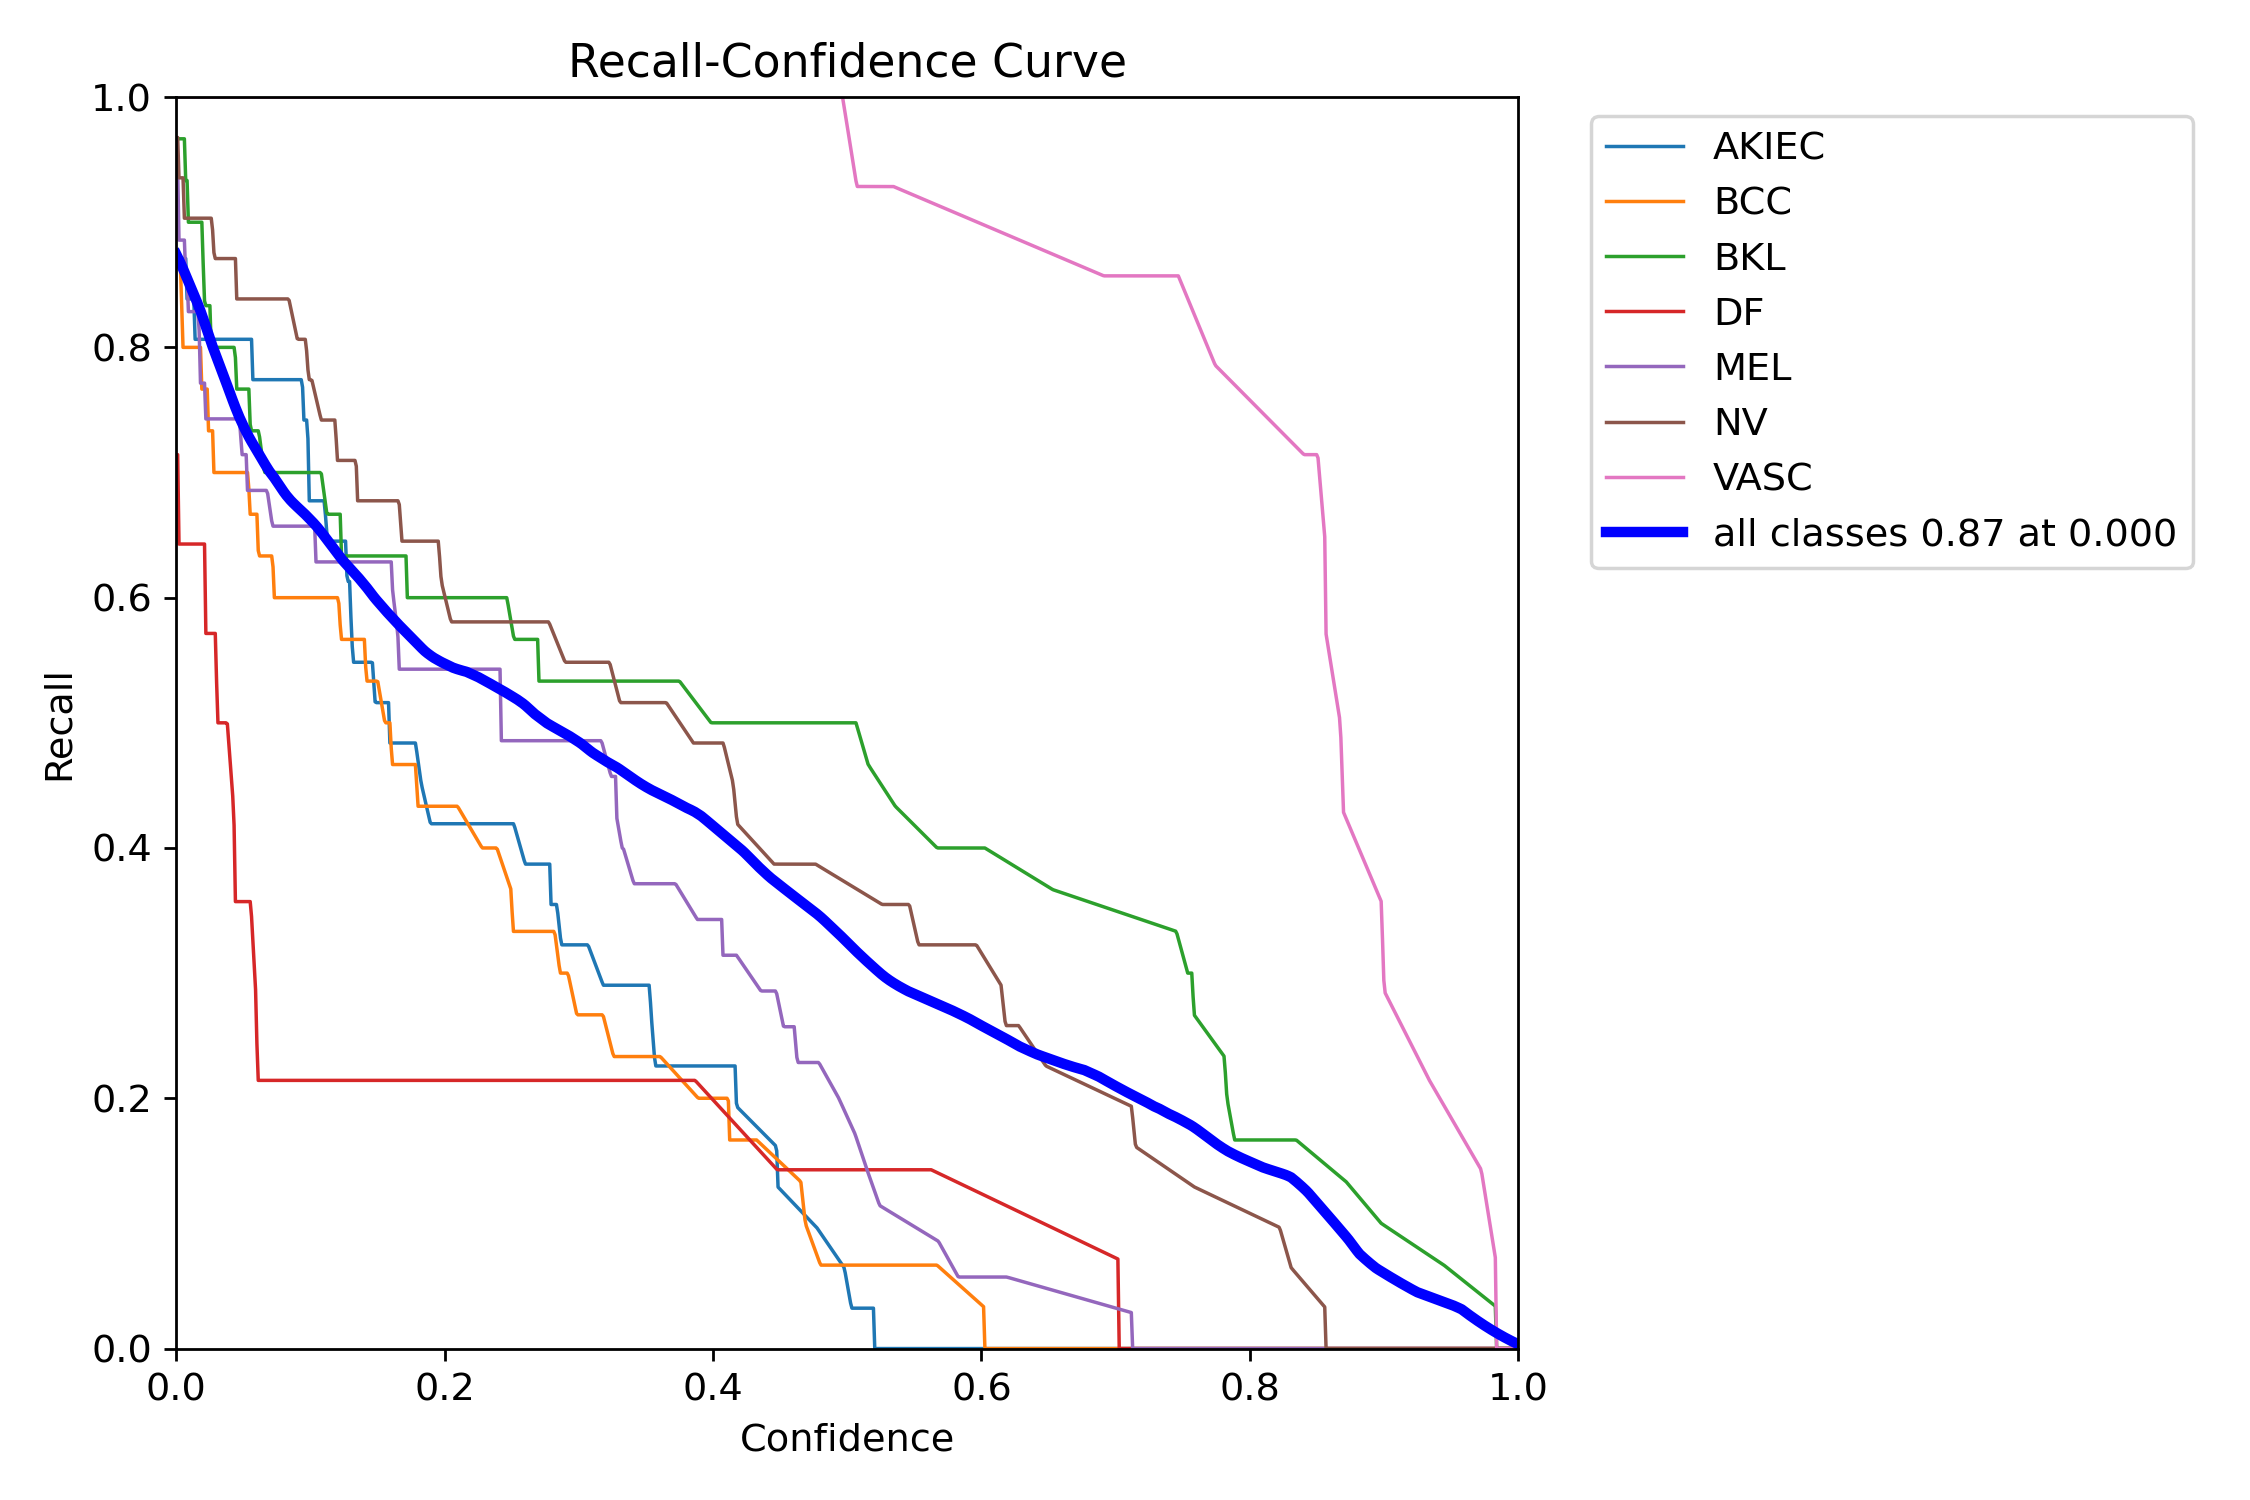 Recall-Confidence Curve
1.0
0.8
0.6
0.4
0.2
0.0
Recall
0.0 0.2 0.4 0.6 0.8 1.0
Confidence
AKIEC
BCC
BKL
DF
MEL
NV
VASC
all classes 0.87 at 0.000